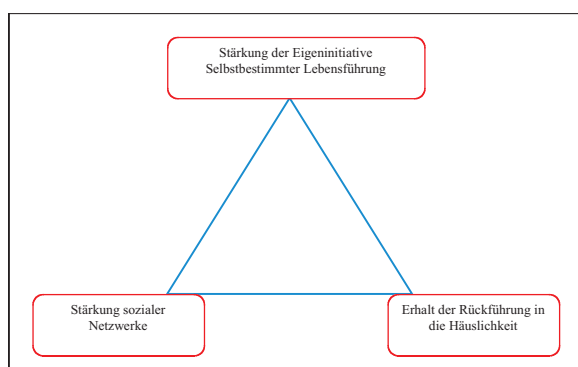 Stärkung der Eigeninitiative
Selbstbestimmter Lebensführung
Stärkung sozialer
Netzwerke
Erhalt der Rückführung in
die Häuslichkeit